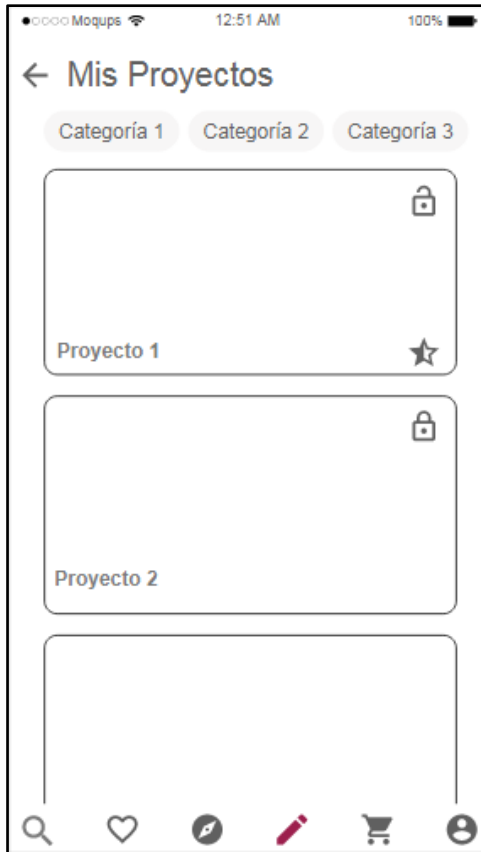 Moqups 12:51 AM 100%
Mis Proyectos
Categoría 1 Categoría 2 Categoría 3
Proyecto 1
Proyecto 2